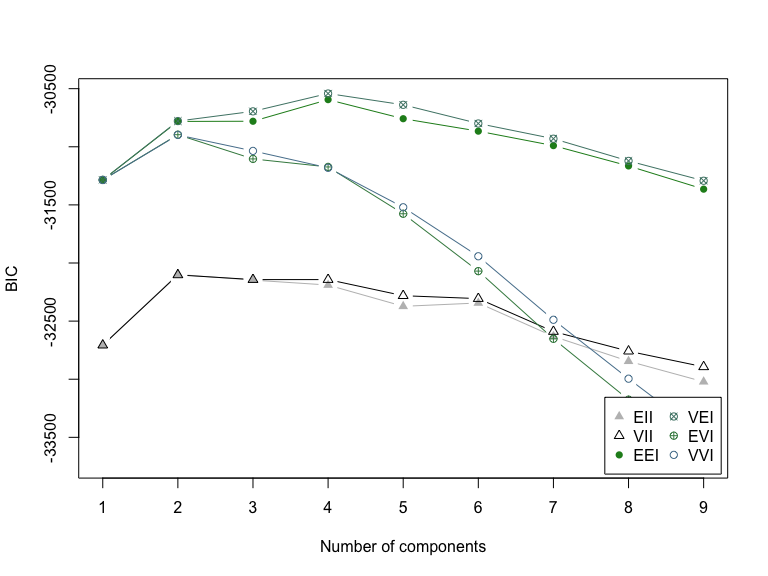 -30500
-31500
-32500
-33500
BIC
EII VEI
VII EVI
EEI VVI
1 2 3 4 5 6 7 8 9
Number of components